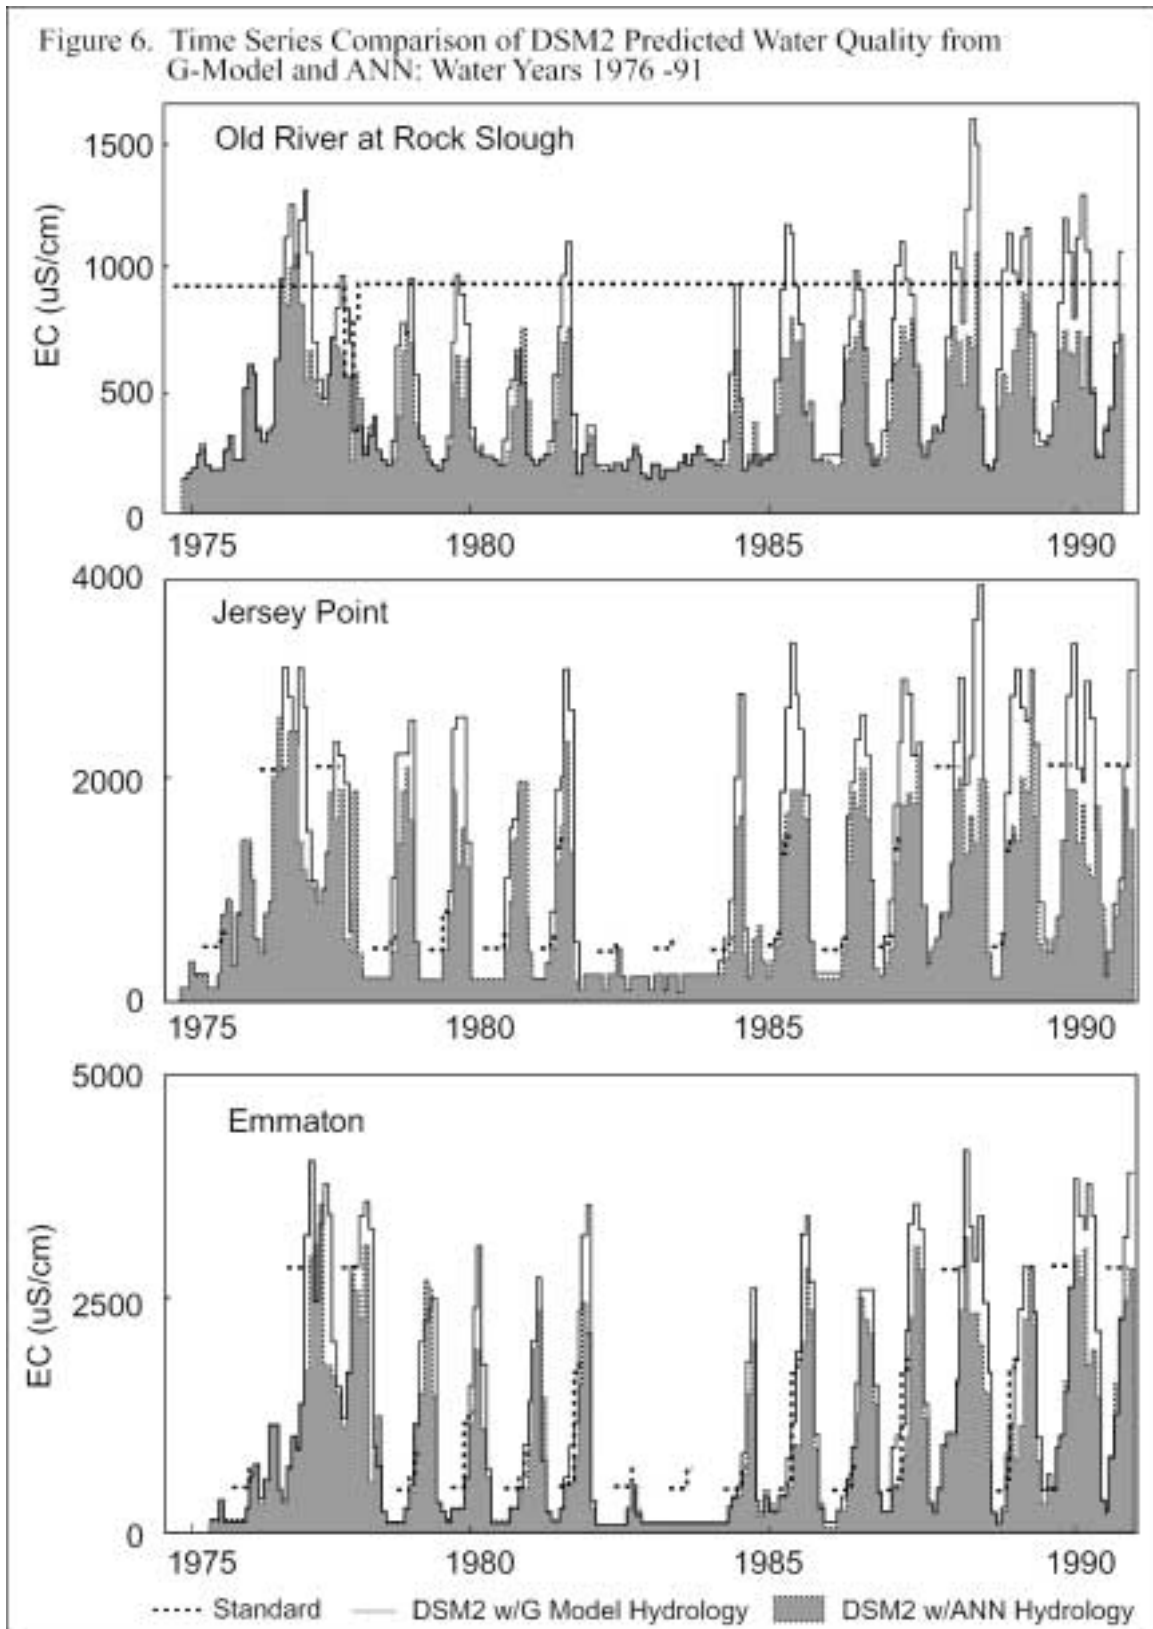 Figure 6. Time Series Comparison of DSM2 Predicted Water Quality from
G-Model and ANN: Water Years 1976 -91
Old River at Rock Slough
EC (uS/cm)
1500
1000
500
0
1975 1980 1985 1990
Jersey Point
4000
2000
0
1975 1980 1985 1990
Emmaton
EC (uS/cm)
5000
2500
0
1975 1980 1985 1990
Standard DSM2 w/G Model Hydrology DSM2 w/ANN Hydrology